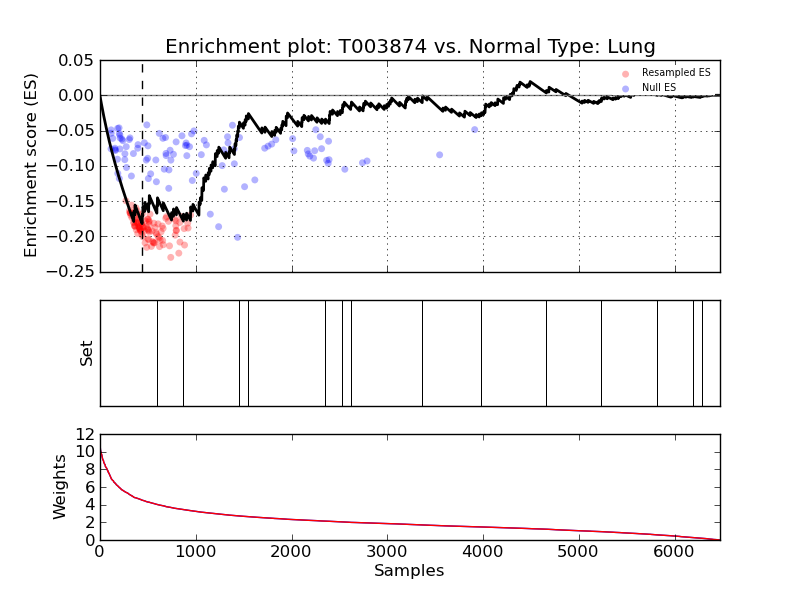 Enrichment plot: T003874 vs. Normal Type: Lung
Enrichment score (ES)
0.05
0.00
−0.05
−0.10
−0.15
−0.20
−0.25
Resampled ES
Null ES
Set
Weights
12
10
8
6
4
2
0
0 1000 2000 3000 4000 5000 6000
Samples